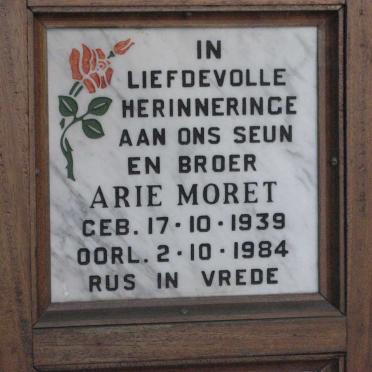 IN
LIEFDEVOLLE
HERINNERINGE
AAN ONS SEUN
EN BROER
ARIE MORET
GEB. 17·10·1939
OORL. 2·10·1984
RUS IN VREDE